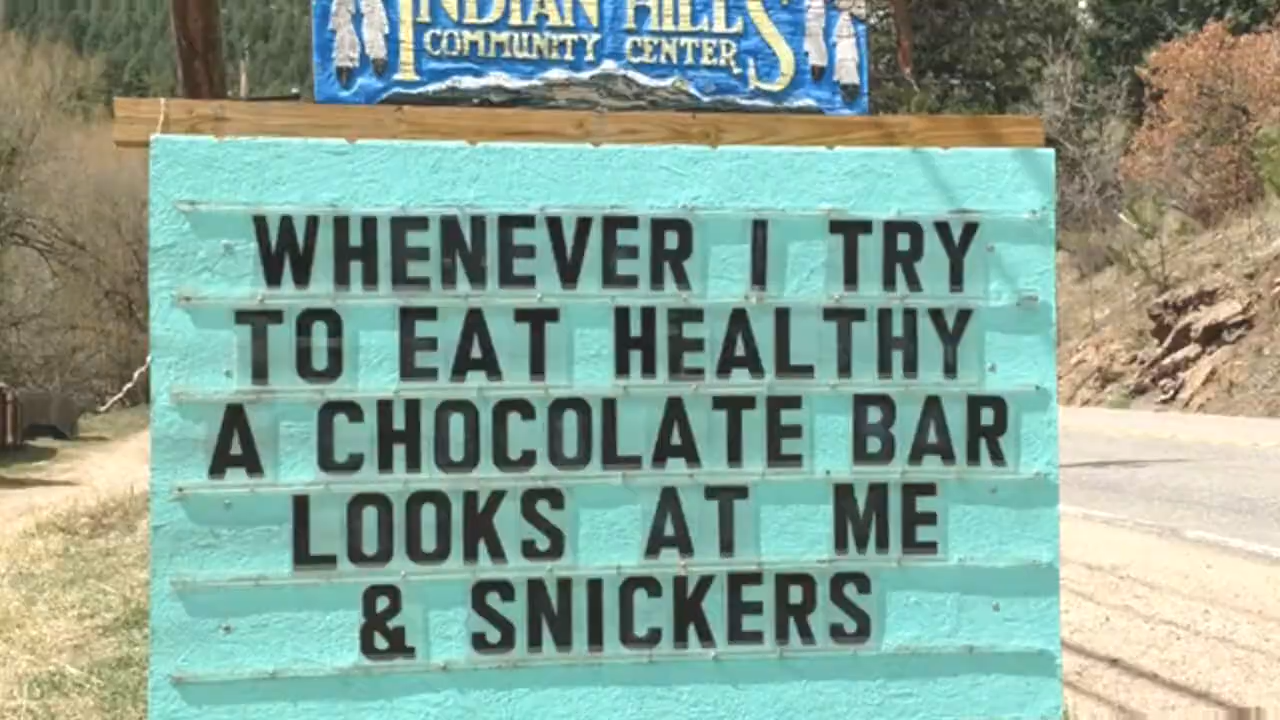 INDIAN HILLS
COMMUNITY CENTER
WHENEVER I TRY
TO EAT HEALTHY
A CHOCOLATE BAR
LOOKS AT ME
& SNICKERS